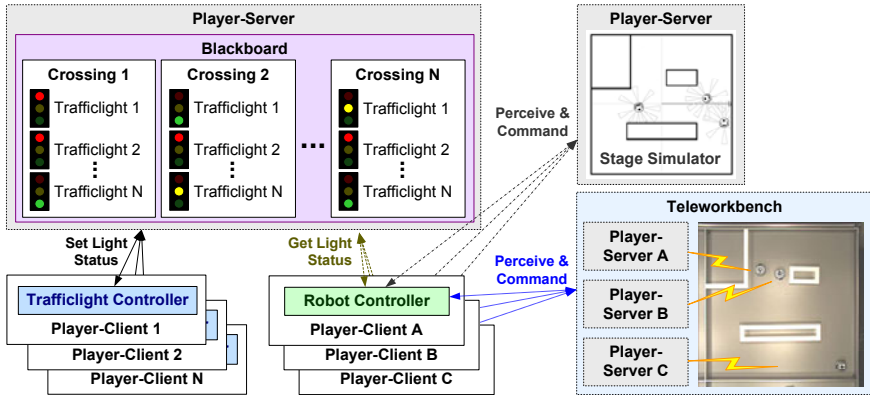 Player-Server
Blackboard
Crossing 1
Trafficlight 1
Trafficlight 2
Trafficlight N
Crossing 2
Trafficlight 1
Trafficlight 2
Trafficlight N
...
Crossing N
Trafficlight 1
Trafficlight 2
Trafficlight N
Player-Server
Stage Simulator
Perceive &
Command
Set Light
Status
Get Light
Status
Perceive &
Command
Trafficlight Controller
Player-Client 1
Player-Client 2
Player-Client N
Robot Controller
Player-Client A
Player-Client B
Player-Client C
Teleworkbench
Player-
Server A
Player-
Server B
Player-
Server C